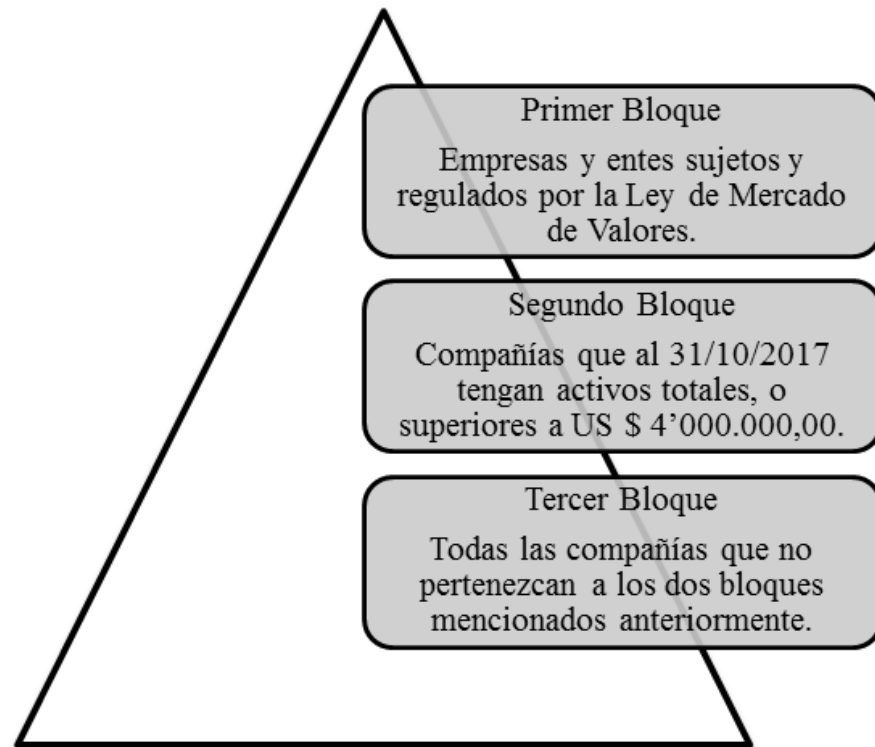 Primer Bloque
Empresas y entes sujetos y
regulados por la Ley de Mercado
de Valores.
Segundo Bloque
Compañías que al 31/10/2017
tengan activos totales, o
superiores a US $ 4’000.000,00.
Tercer Bloque
Todas las compañías que no
pertenezcan a los dos bloques
mencionados anteriormente.